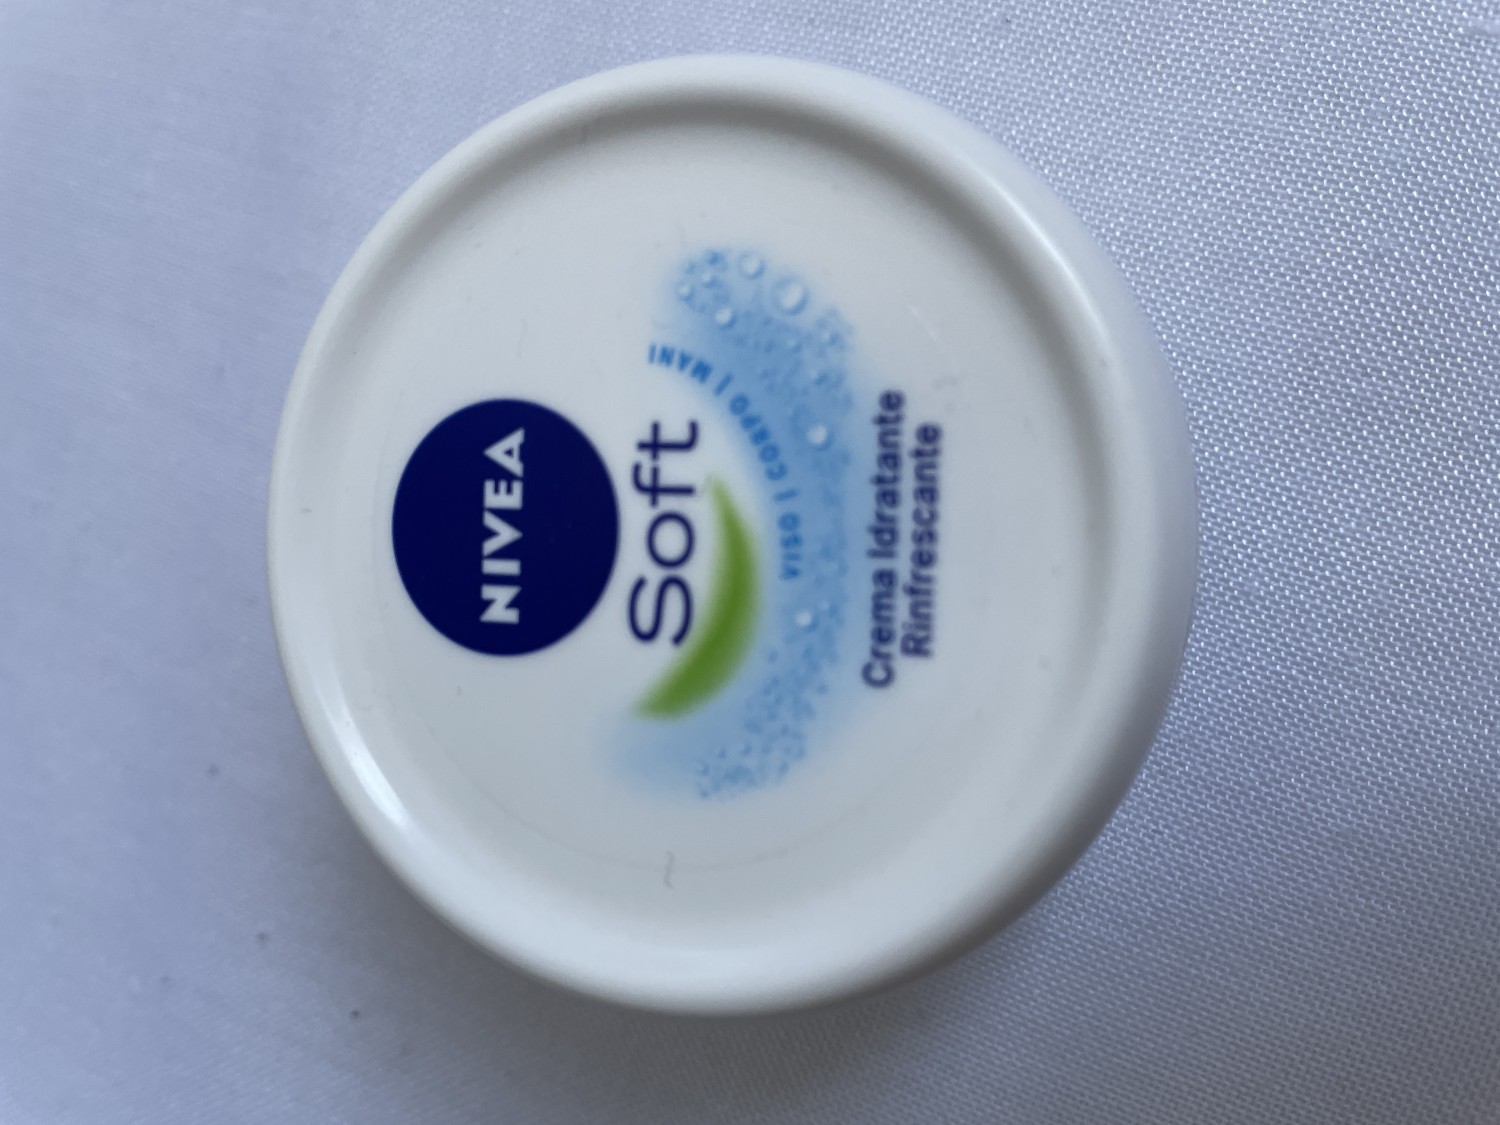 NIVEA
Soft
VISO | CORPO | MANI
Crema Idratante
Rinfrescante